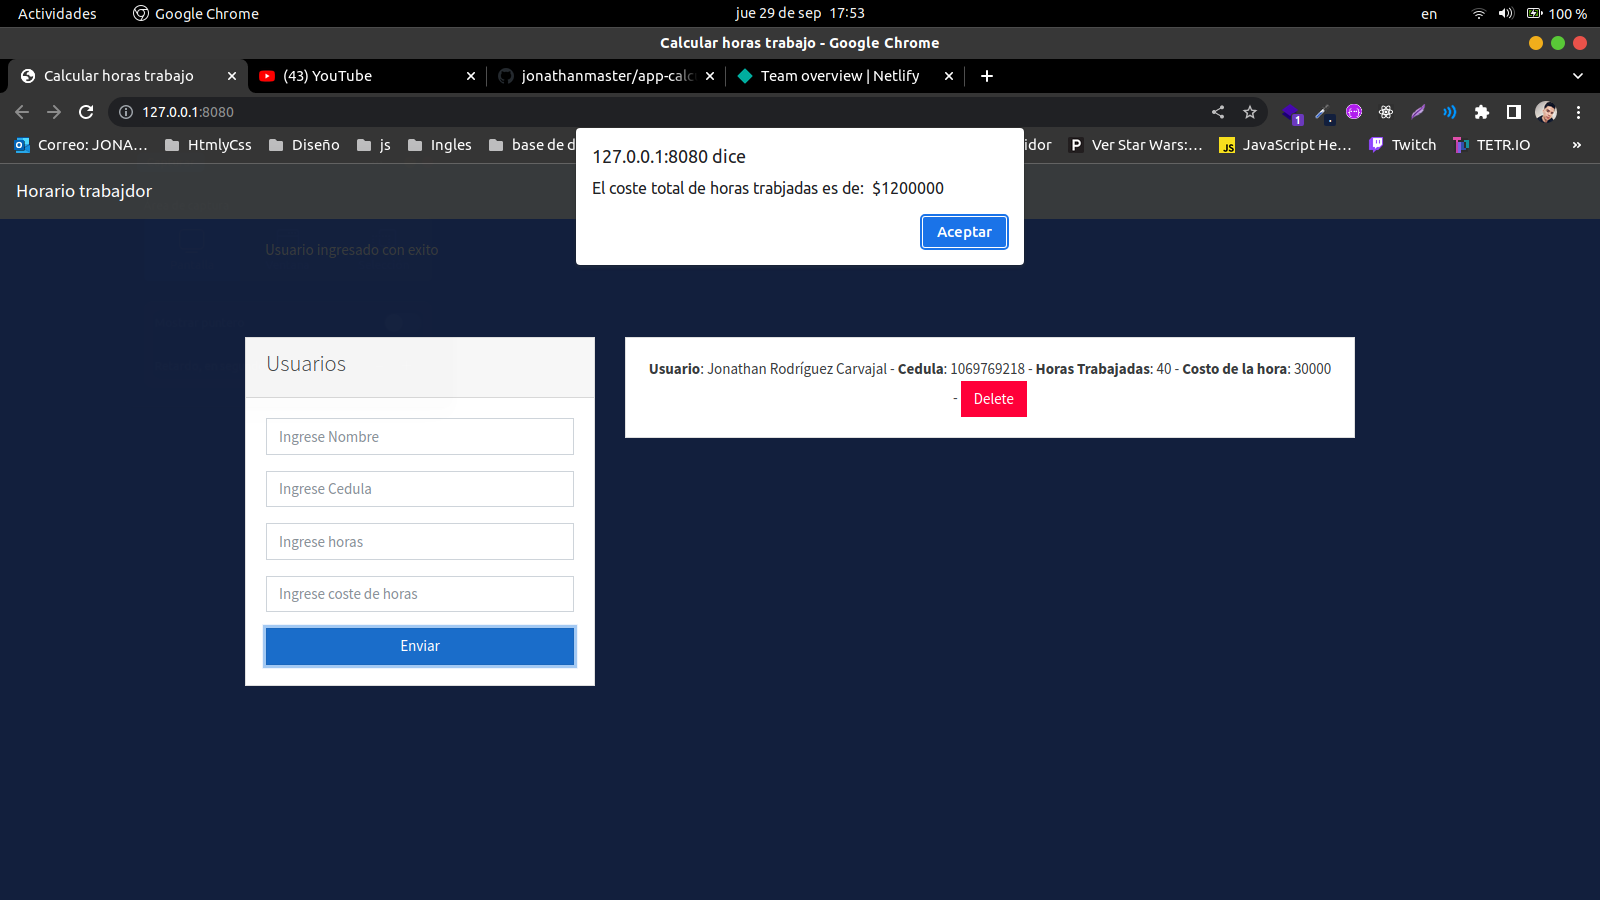 Actividades Google Chrome jue 29 de sep 17:53 en 100 %
Calcular horas trabajo - Google Chrome
Calcular horas trabajo (43) YouTube jonathanmaster/app-calc Team overview | Netlify
127.0.0.1:8080 1
Correo: JONA... HtmlyCss Diseño js Ingles base de d idor Ver Star Wars:... JavaScript He... Twitch TETR.IO »
127.0.0.1:8080 dice
El coste total de horas trabjadas es de: $1200000
Aceptar
Horario trabajdor
Usuario ingresado con exito
Usuarios
Ingrese Nombre
Ingrese Cedula
Ingrese horas
Ingrese coste de horas
Enviar
Usuario: Jonathan Rodríguez Carvajal - Cedula: 1069769218 - Horas Trabajadas: 40 - Costo de la hora: 30000
- Delete